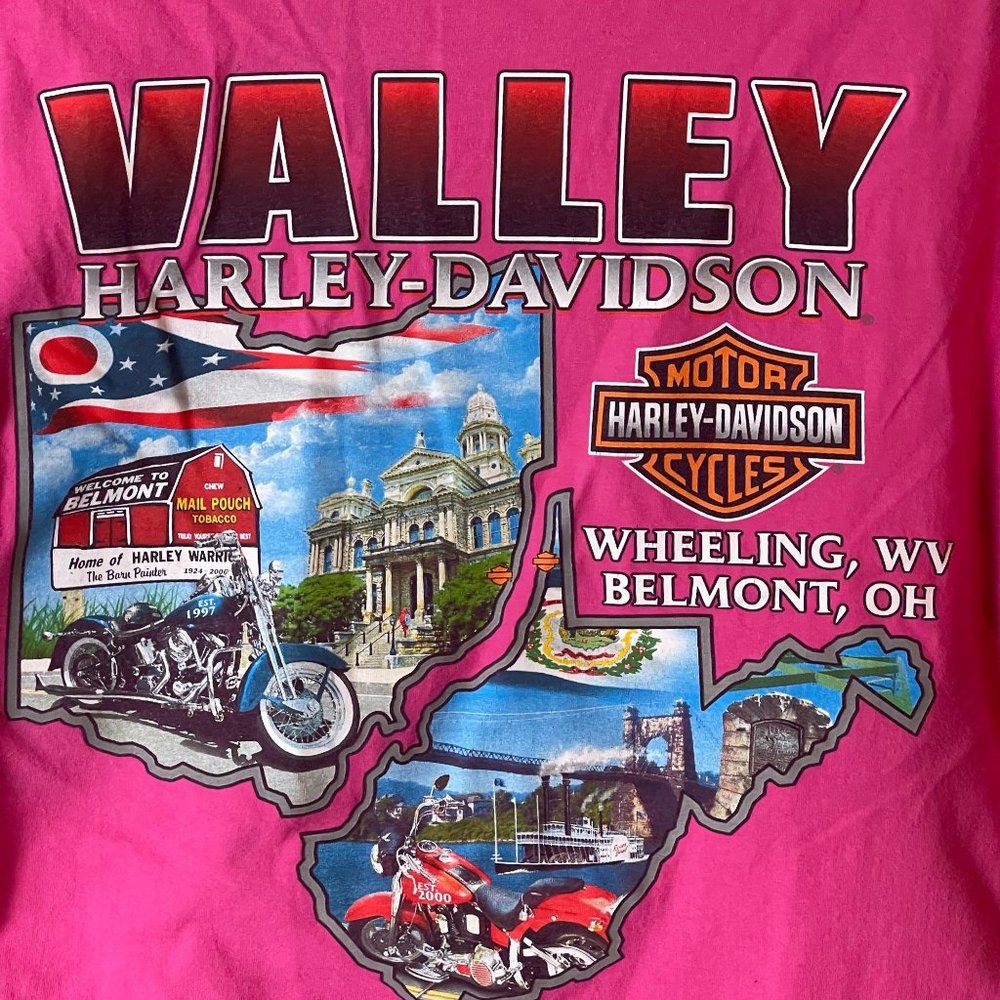 VALLEY
HARLEY-DAVIDSON
MOTOR
HARLEY-DAVIDSON
CYCLES
WHEELING, WV
BELMONT, OH
WELCOME TO
BELMONT
CHEW
MAIL POUCH
TOBACCO
Home of HARLEY WARRIC
The Barn Painter 1924-2000
EST.
1997
EST.
2000